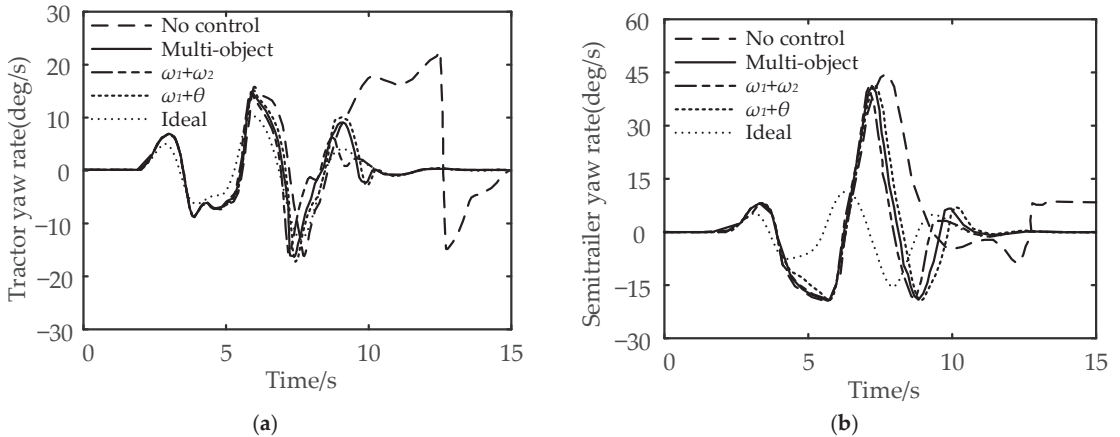 30
20
10
0
−10
−20
−30
Tractor yaw rate(deg/s)
No control
Multi-object
ω1+ω2
ω1+θ
Ideal
0 5 10 15
Time/s
(a)
60
45
30
15
0
−15
−30
Semitrailer yaw rate(deg/s)
No control
Multi-object
ω1+ω2
ω1+θ
Ideal
0 5 10 15
Time/s
(b)